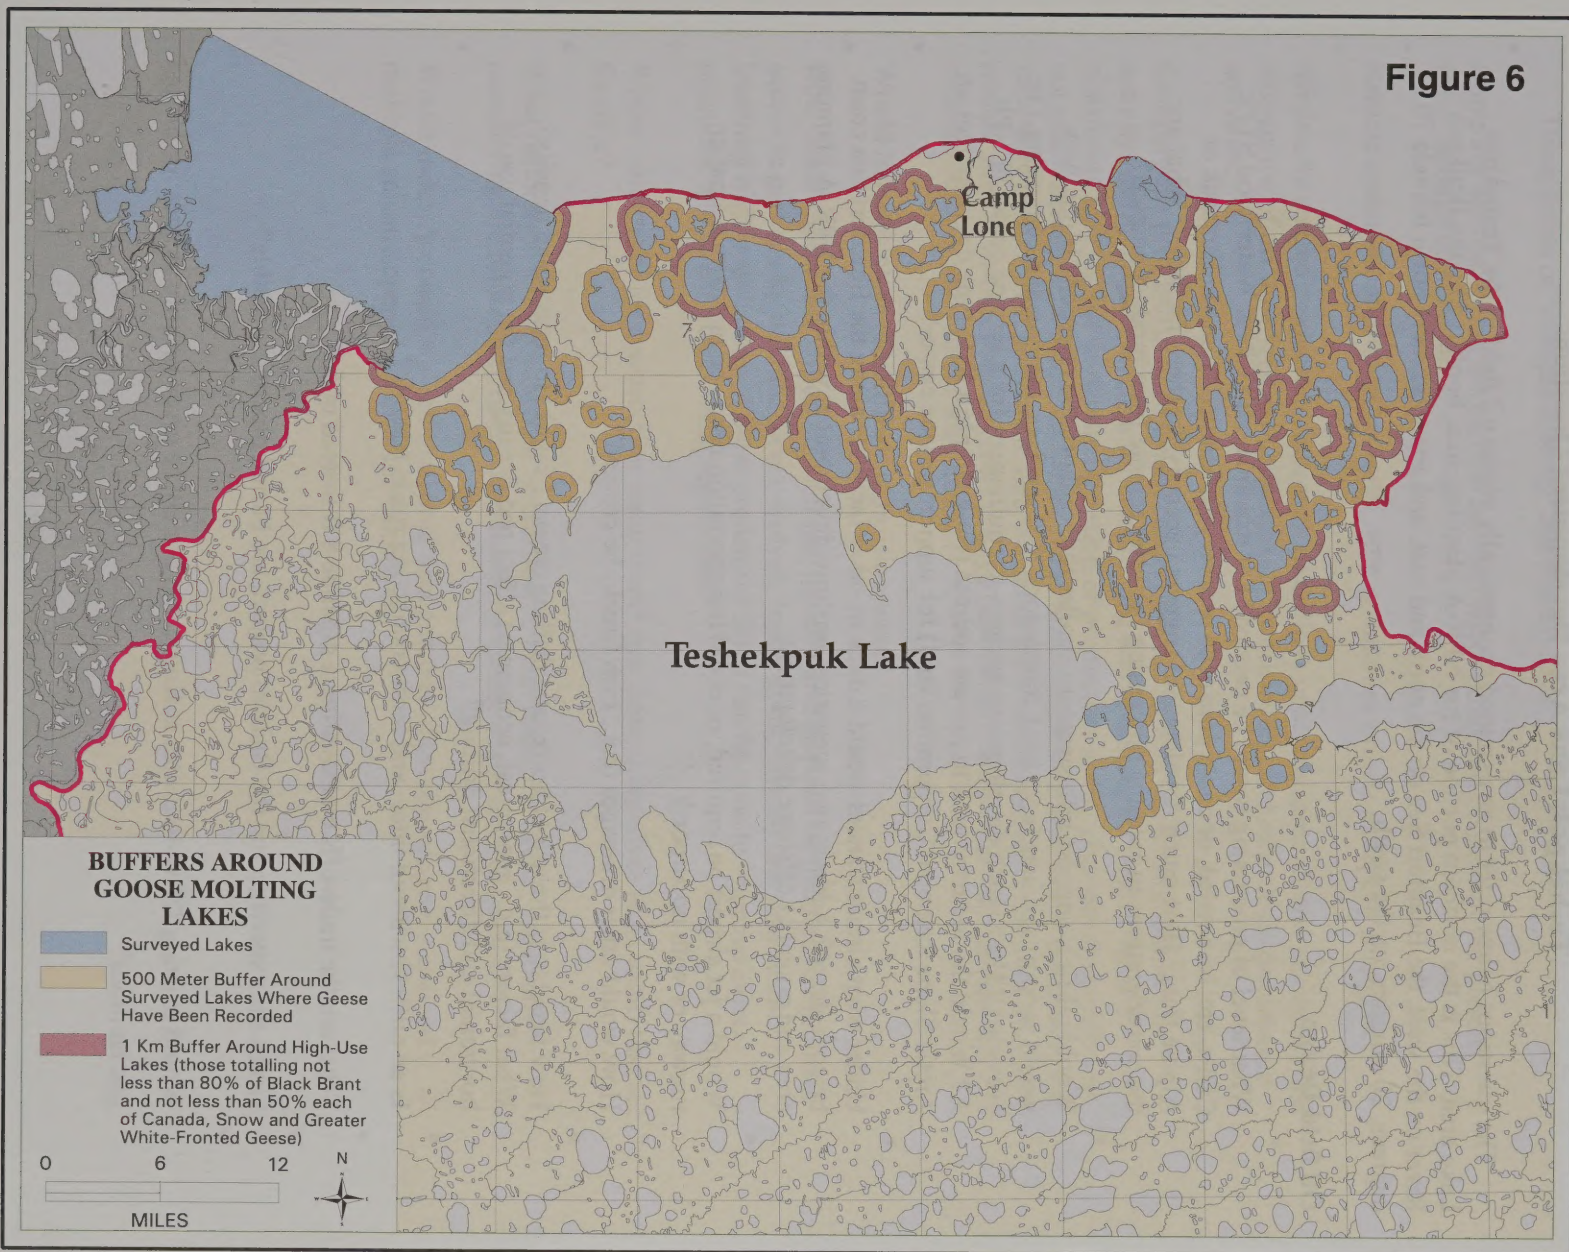 Figure 6
Camp
Lonely
10
7
8
Teshekpuk Lake
BUFFERS AROUND
GOOSE MOLTING
LAKES
Surveyed Lakes
500 Meter Buffer Around
Surveyed Lakes Where Geese
Have Been Recorded
1 Km Buffer Around High-Use
Lakes (those totalling not
less than 80% of Black Brant
and not less than 50% each
of Canada, Snow and Greater
White-Fronted Geese)
0 6 12
MILES
N
W E
S